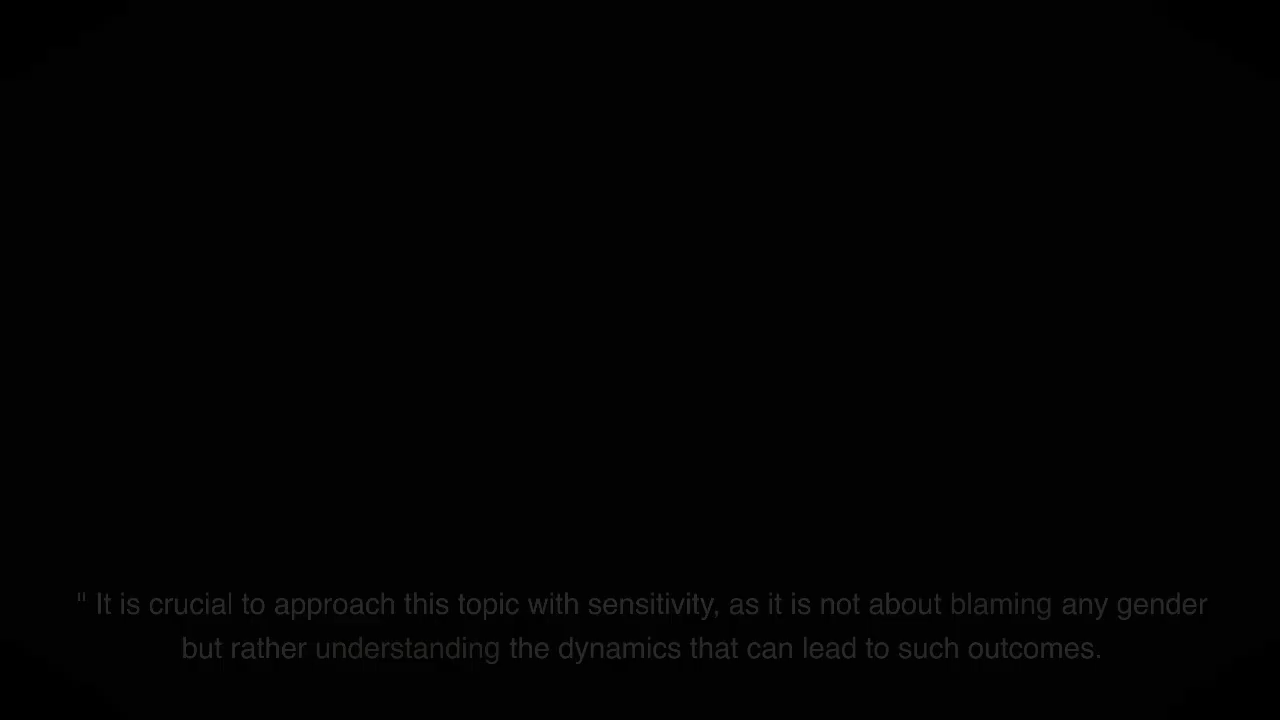 " It is crucial to approach this topic with sensitivity, as it is not about blaming any gender
but rather understanding the dynamics that can lead to such outcomes.